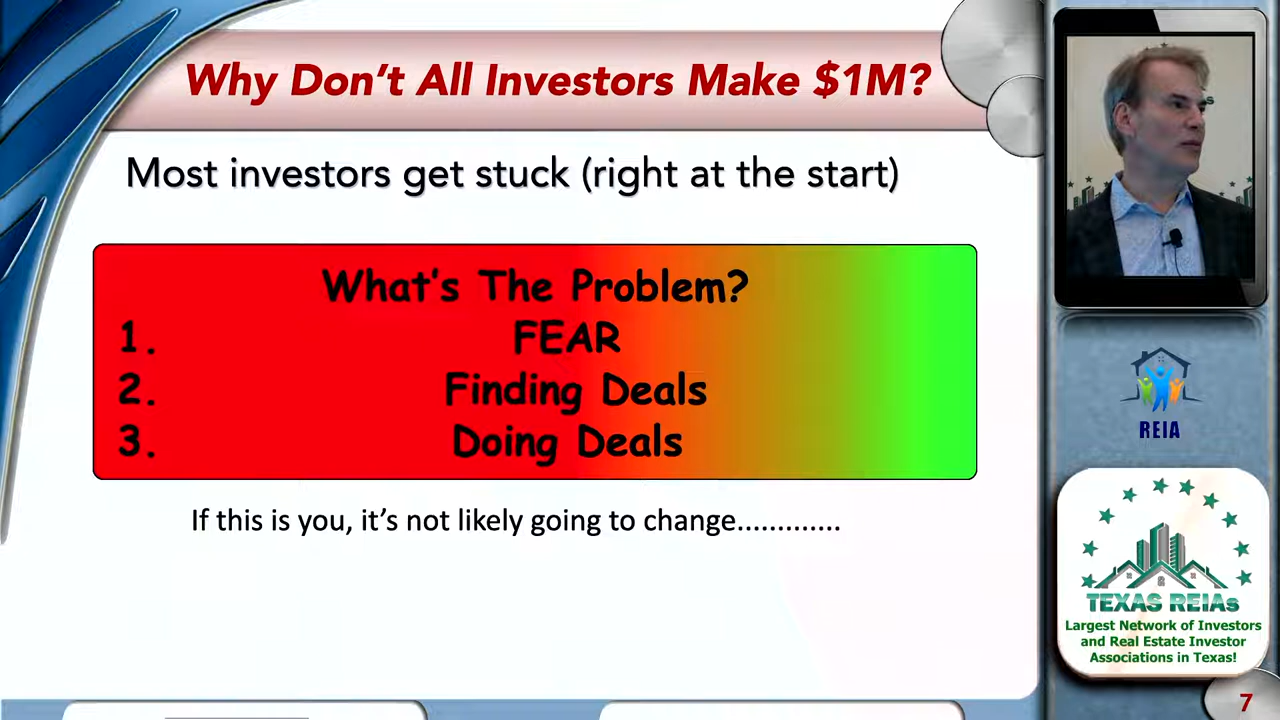 Why Don't All Investors Make $1M?
Most investors get stuck (right at the start)
What's The Problem?
1. FEAR
2. Finding Deals
3. Doing Deals
If this is you, it's not likely going to change.............
REIA
TEXAS REIAs
Largest Network of Investors
and Real Estate Investor
Associations in Texas!
7